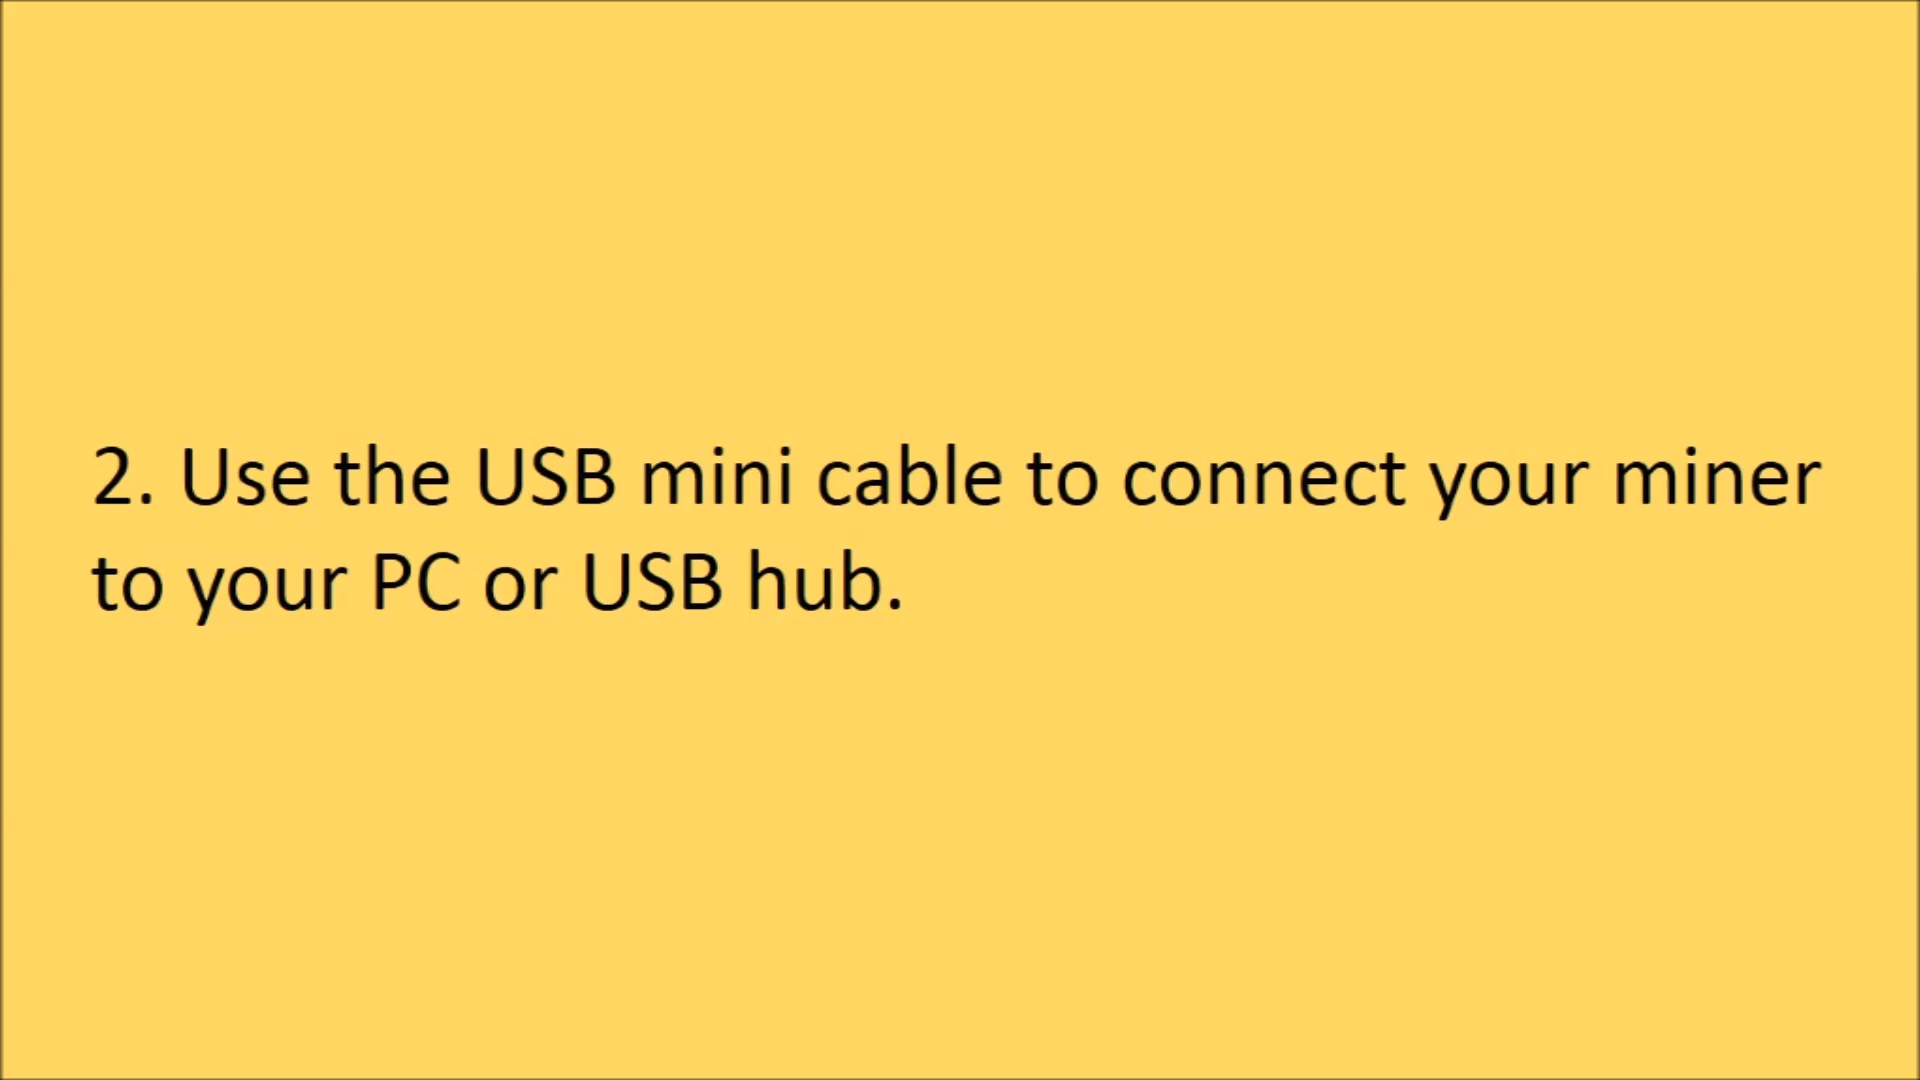 2. Use the USB mini cable to connect your miner
to your PC or USB hub.